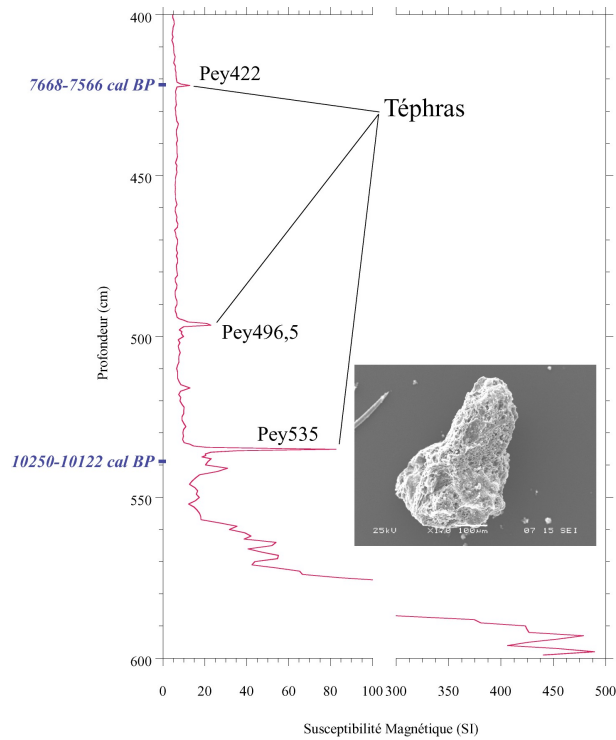 400
7668-7566 cal BP
Pey422
Téphras
450
Profondeur (cm)
500
Pey496,5
Pey535
10250-10122 cal BP
550
25kV X170 100µm 07 15 SEI
600
0 20 40 60 80 100 300 350 400 450 500
Susceptibilité Magnétique (SI)